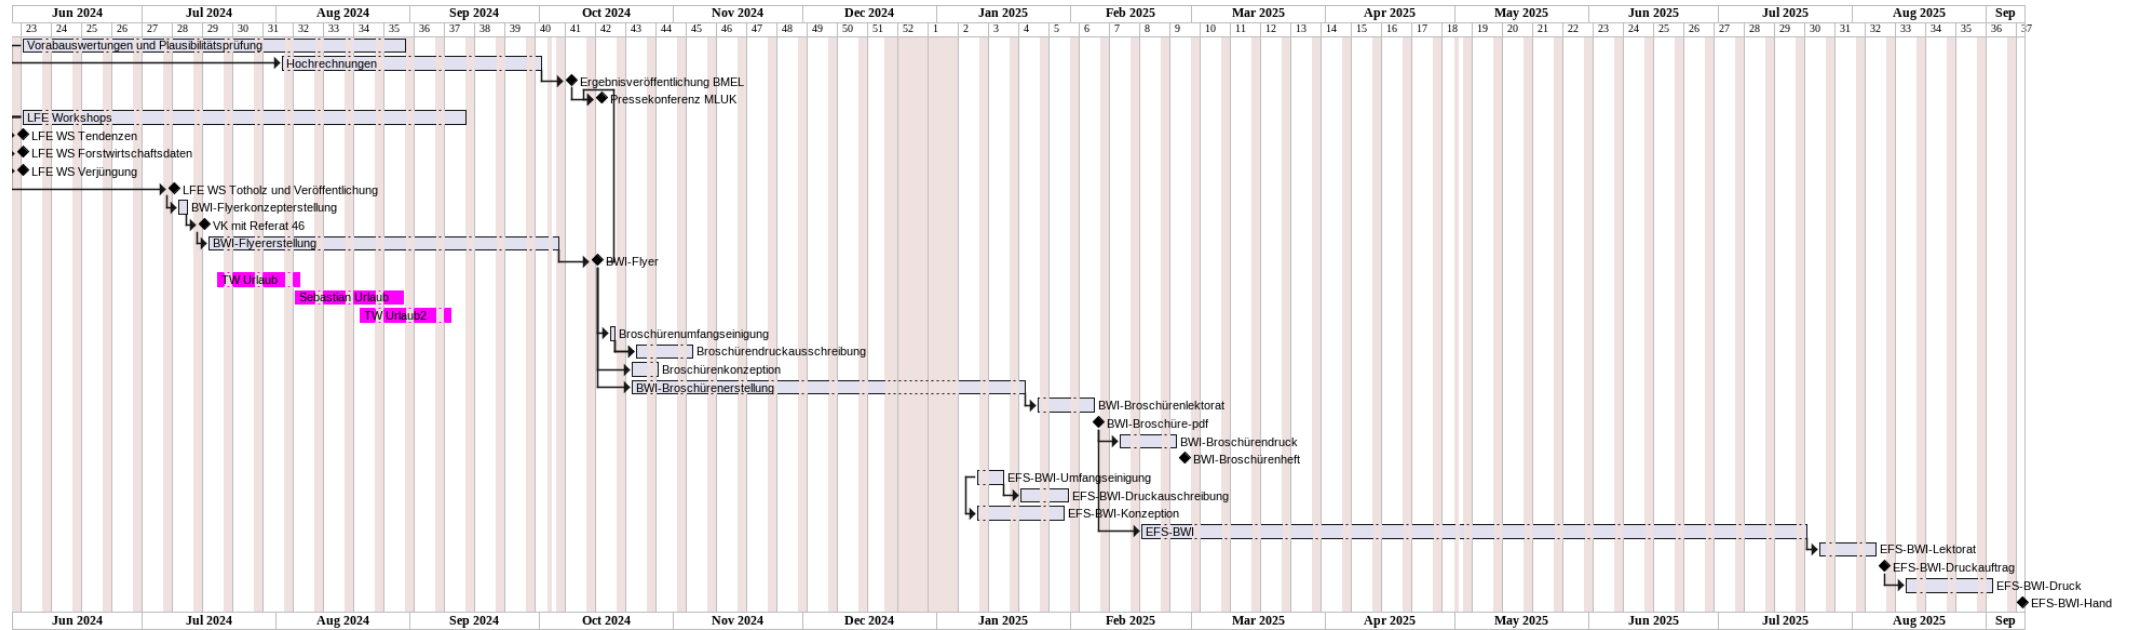 Jun 2024 Jul 2024 Aug 2024 Sep 2024 Oct 2024 Nov 2024 Dec 2024 Jan 2025 Feb 2025 Mar 2025 Apr 2025 May 2025 Jun 2025 Jul 2025 Aug 2025 Sep
23 24 25 26 27 28 29 30 31 32 33 34 35 36 37 38 39 40 41 42 43 44 45 46 47 48 49 50 51 52 1 2 3 4 5 6 7 8 9 10 11 12 13 14 15 16 17 18 19 20 21 22 23 24 25 26 27 28 29 30 31 32 33 34 35 36 37
Vorabauswertungen und Plausibilitätsprüfung
Hochrechnungen
Ergebnisveröffentlichung BMEL
Pressekonferenz MLUK
LFE Workshops
LFE WS Tendenzen
LFE WS Forstwirtschaftsdaten
LFE WS Verjüngung
LFE WS Totholz und Veröffentlichung
BWI-Flyerkonzepterstellung
VK mit Referat 46
BWI-Flyererstellung
BWI-Flyer
TW Urlaub
Sebastian Urlaub
TW Urlaub2
Broschürenumfangseinigung
Broschürendruckausschreibung
Broschürenkonzeption
BWI-Broschürenerstellung
BWI-Broschürenlektorat
BWI-Broschüre-pdf
BWI-Broschürendruck
BWI-Broschürenheft
EFS-BWI-Umfangseinigung
EFS-BWI-Druckauschreibung
EFS-BWI-Konzeption
EFS-BWI
EFS-BWI-Lektorat
EFS-BWI-Druckauftrag
EFS-BWI-Druck
EFS-BWI-Hand
Jun 2024 Jul 2024 Aug 2024 Sep 2024 Oct 2024 Nov 2024 Dec 2024 Jan 2025 Feb 2025 Mar 2025 Apr 2025 May 2025 Jun 2025 Jul 2025 Aug 2025 Sep